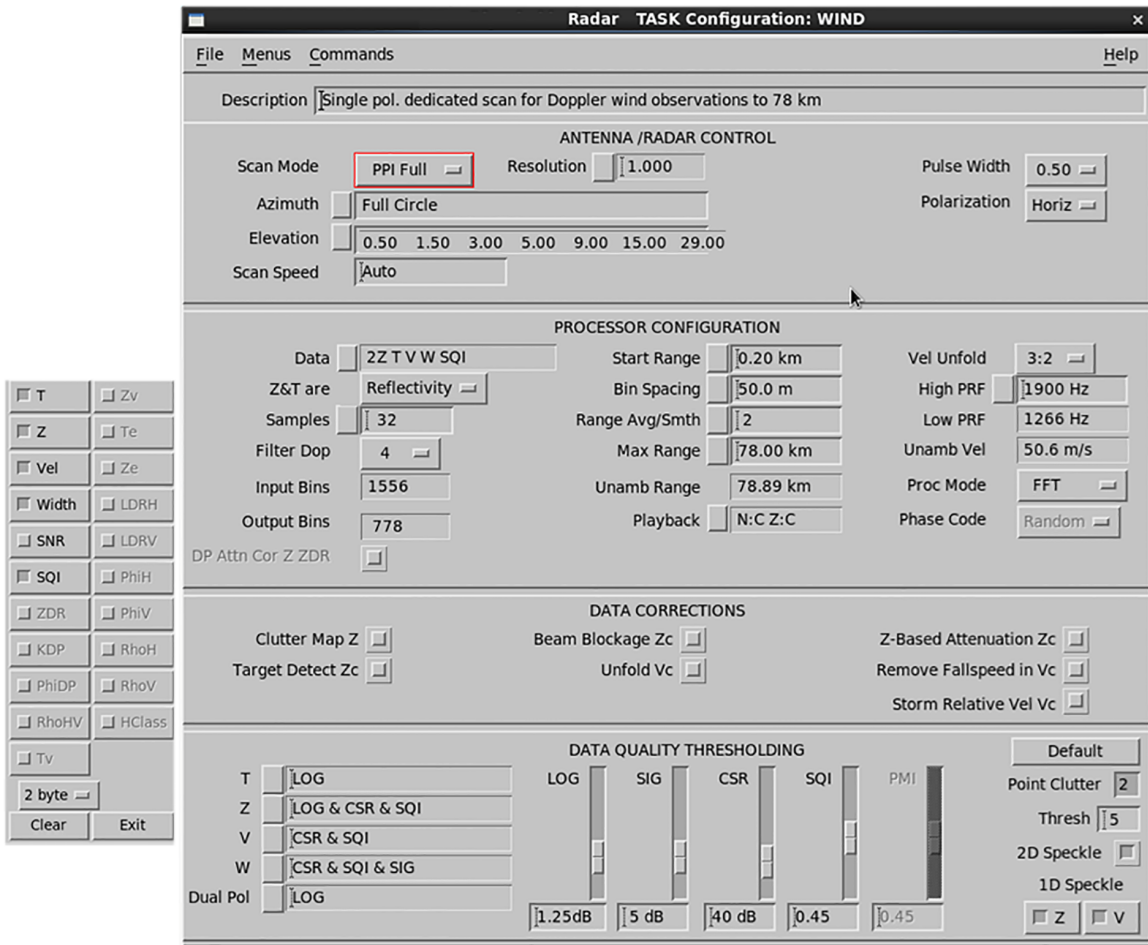 Radar TASK Configuration: WIND
File Menus Commands Help
Description Single pol. dedicated scan for Doppler wind observations to 78 km
ANTENNA /RADAR CONTROL
Scan Mode PPI Full Resolution 1.000 Pulse Width 0.50
Azimuth Full Circle Polarization Horiz
Elevation 0.50 1.50 3.00 5.00 9.00 15.00 29.00
Scan Speed Auto
PROCESSOR CONFIGURATION
Data 2Z T V W SQI Start Range 0.20 km Vel Unfold 3:2
Z&T are Reflectivity Bin Spacing 50.0 m High PRF 1900 Hz
Samples 32 Range Avg/Smth 2 Low PRF 1266 Hz
Filter Dop 4 Max Range 78.00 km Unamb Vel 50.6 m/s
Input Bins 1556 Unamb Range 78.89 km Proc Mode FFT
Output Bins 778 Playback N:C Z:C Phase Code Random
DP Attn Cor Z ZDR
DATA CORRECTIONS
Clutter Map Z Beam Blockage Zc Z-Based Attenuation Zc
Target Detect Zc Unfold Vc Remove Fallspeed in Vc
Storm Relative Vel Vc
DATA QUALITY THRESHOLDING
T LOG
Z LOG & CSR & SQI
V CSR & SQI
W CSR & SQI & SIG
Dual Pol LOG
LOG SIG CSR SQI PMI
1.25dB 5 dB 40 dB 0.45 0.45
Default
Point Clutter 2
Thresh 5
2D Speckle
1D Speckle
Z V
T Zv
Z Te
Vel Ze
Width LDRH
SNR LDRV
SQI PhiH
ZDR PhiV
KDP RhoH
PhiDP RhoV
RhoHV HClass
Tv
2 byte
Clear Exit